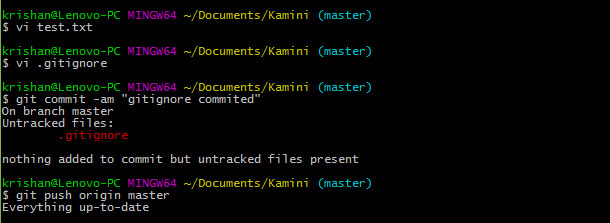 krishan@Lenovo-PC MINGW64 ~/Documents/Kamini (master)
$ vi test.txt
krishan@Lenovo-PC MINGW64 ~/Documents/Kamini (master)
$ vi .gitignore
krishan@Lenovo-PC MINGW64 ~/Documents/Kamini (master)
$ git commit -am "gitignore commited"
On branch master
Untracked files:
.gitignore
nothing added to commit but untracked files present
krishan@Lenovo-PC MINGW64 ~/Documents/Kamini (master)
$ git push origin master
Everything up-to-date